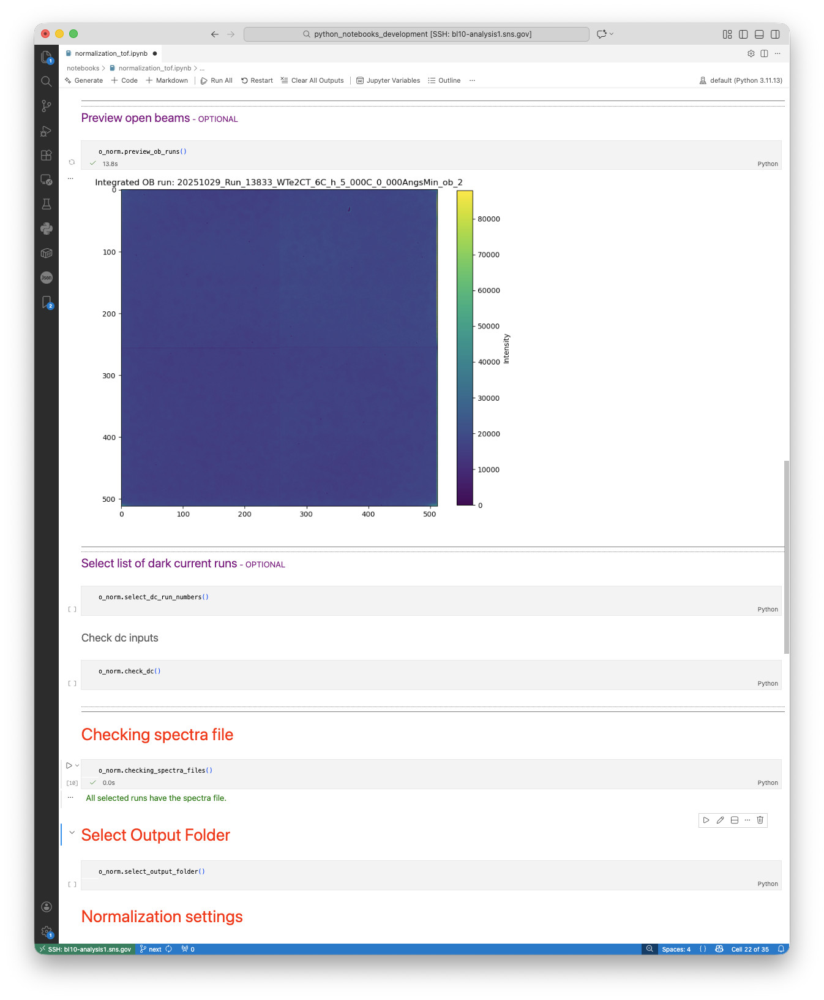 python_notebooks_development [SSH: bl10-analysis1.sns.gov]
normalization_tof.ipynb
notebooks > normalization_tof.ipynb > ...
Generate + Code + Markdown Run All Restart Clear All Outputs Jupyter Variables Outline ... default (Python 3.11.13)
1
Json
2
Preview open beams - OPTIONAL
o_norm.preview_ob_runs()
13.8s
Python
...
Integrated OB run: 20251029_Run_13833_WTe2CT_6C_h_5_000C_0_000AngsMin_ob_2
0
100
200
300
400
500
0 100 200 300 400 500
80000
70000
60000
50000
40000
30000
20000
10000
0
Intensity
Select list of dark current runs - OPTIONAL
o_norm.select_dc_run_numbers()
[ ]
Python
Check dc inputs
o_norm.check_dc()
[ ]
Python
Checking spectra file
o_norm.checking_spectra_files()
[10]
0.0s
Python
... All selected runs have the spectra file.
Select Output Folder
o_norm.select_output_folder()
[ ]
Python
Normalization settings
1
SSH: bl10-analysis1.sns.gov next 0 Spaces: 4 { } Cell 22 of 35